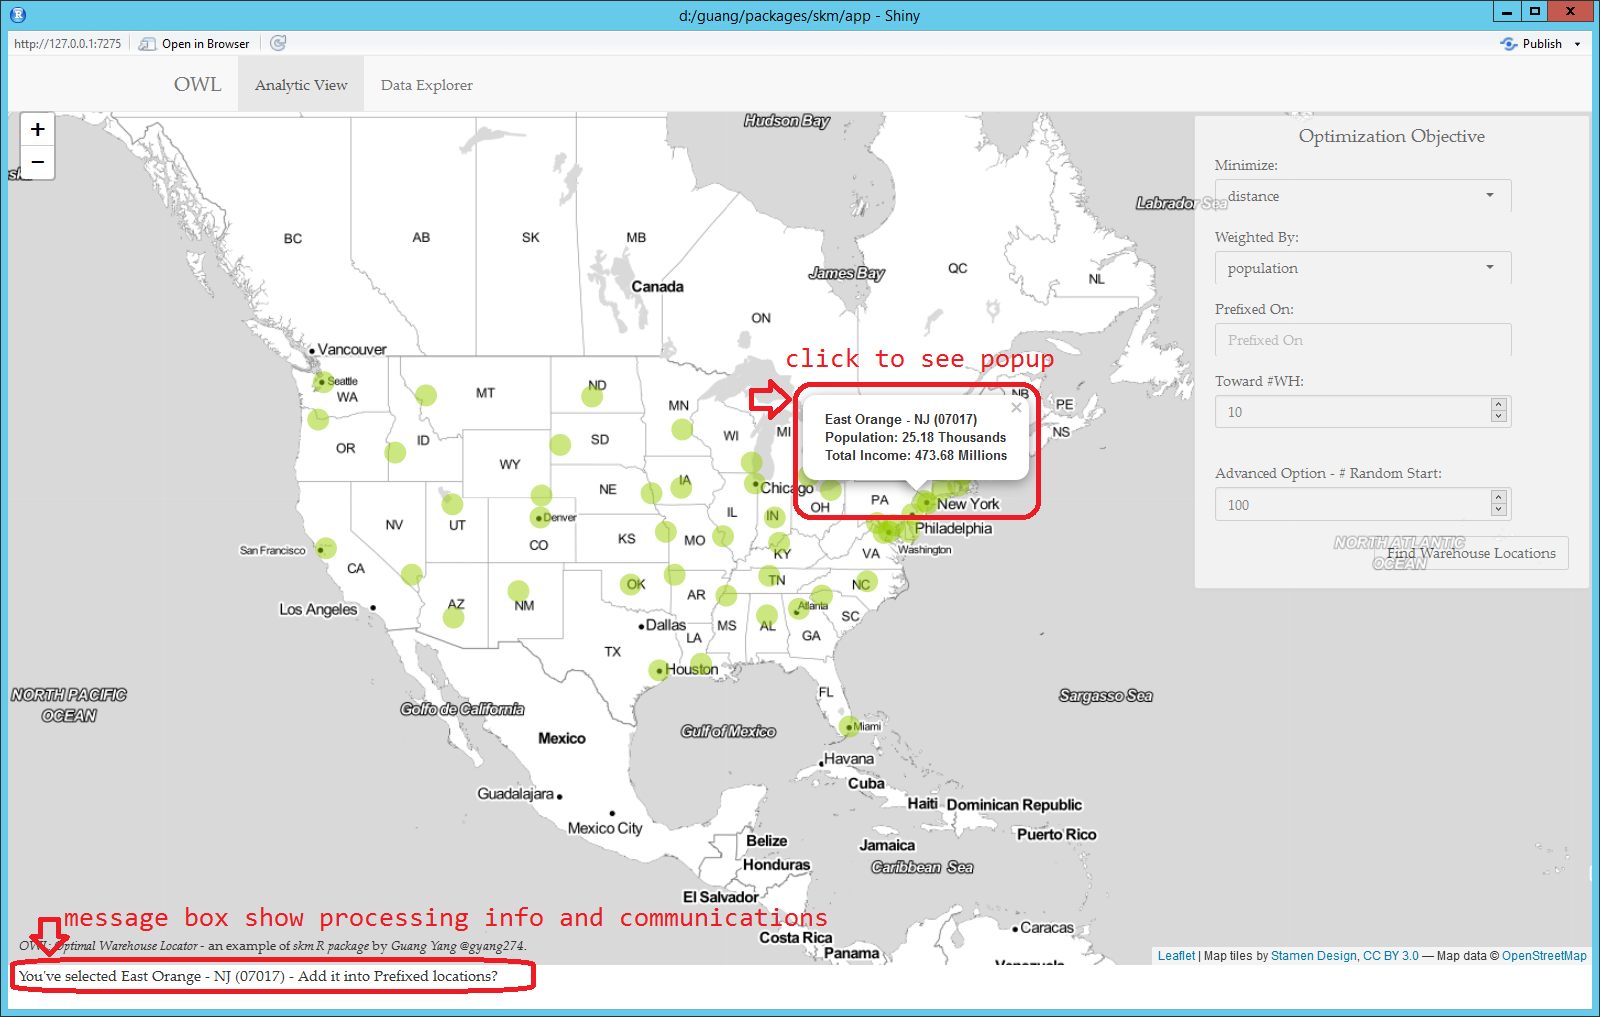 d:/guang/packages/skm/app - Shiny
http://127.0.0.1:7275
Open in Browser
Publish
OWL
Analytic View
Data Explorer
+
−
Optimization Objective
Minimize:
distance
Weighted By:
population
Prefixed On:
Prefixed On
Toward #WH:
10
Advanced Option - # Random Start:
100
Find Warehouse Locations
Hudson Bay
Labrador Sea
James Bay
BC
AB
SK
MB
Canada
ON
QC
NL
NB
PE
NS
Vancouver
Seattle
WA
MT
ND
MN
OR
ID
SD
WI
MI
WY
IA
NE
Chicago
OH
PA
New York
NV
UT
Denver
CO
KS
MO
IL
IN
KY
Philadelphia
VA
Washington
San Francisco
CA
Los Angeles
AZ
NM
OK
AR
TN
NC
MS
AL
Atlanta
SC
GA
Dallas
LA
TX
Houston
FL
Miami
NORTH PACIFIC
OCEAN
NORTH ATLANTIC
OCEAN
Sargasso Sea
Golfo de California
Gulf of Mexico
Mexico
Havana
Cuba
Guadalajara
Mexico City
Haiti
Dominican Republic
Puerto Rico
Belize
Jamaica
Honduras
Caribbean Sea
El Salvador
Caracas
Costa Rica
Panama
Venezuela
click to see popup
×
East Orange - NJ (07017)
Population: 25.18 Thousands
Total Income: 473.68 Millions
message box show processing info and communications
OWL: Optimal Warehouse Locator - an example of skm R package by Guang Yang @gyang274.
You've selected East Orange - NJ (07017) - Add it into Prefixed locations?
Leaflet | Map tiles by Stamen Design, CC BY 3.0 — Map data © OpenStreetMap